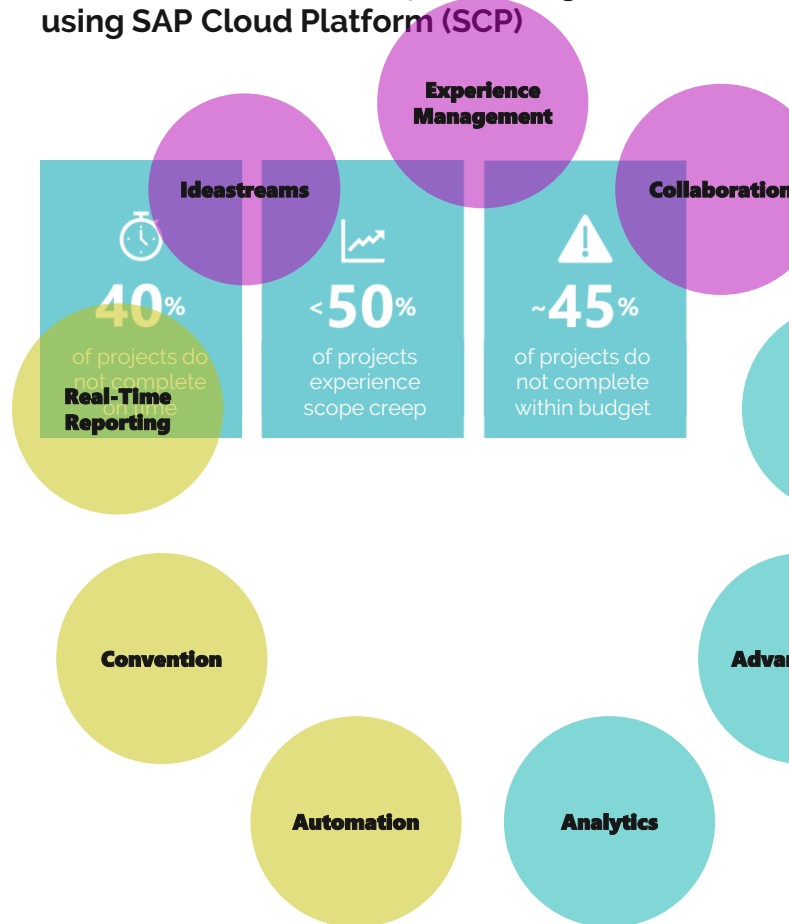 using SAP Cloud Platform (SCP)
Experience
Management
Ideastreams
Collaboration
40%
of projects do
not complete
on time
<50%
of projects
experience
scope creep
~45%
of projects do
not complete
within budget
Real-Time
Reporting
Convention
Automation
Analytics